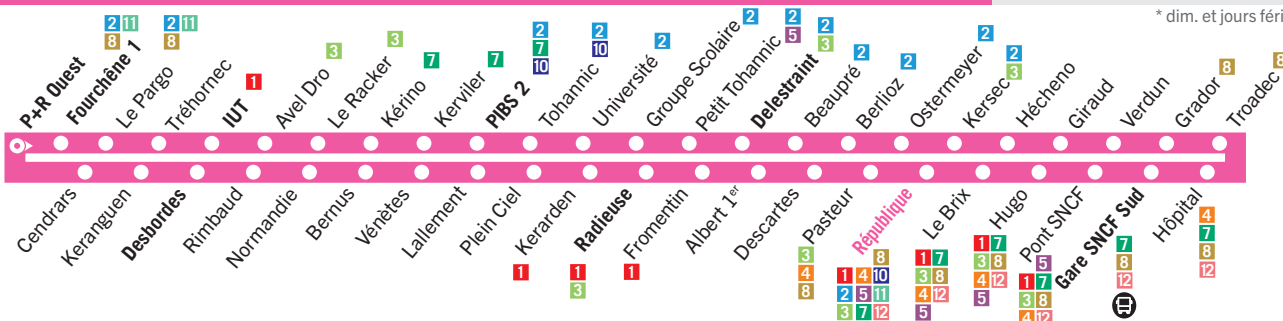 * dim. et jours féri
P+R Ouest
Fourchêne 1
2 11
8
Le Pargo
2 11
8
Tréhornec
IUT
1
Avel Dro
3
Le Racker
3
Kérino
7
Kervilier
7
PIBS 2
2
7
10
Tohannic
2
10
Université
2
Groupe Scolaire
2
Petit Tohannic
2
5
Delestraint
2
3
Beaupré
2
Berlioz
2
Ostermeyer
2
Kersec
2
3
Hécheno
Giraud
Verdun
Grador
8
Troadec
8
Cendrars
Keranguen
Desbordes
Rimbaud
Normandie
Bernus
Vénètes
Lallement
Plein Ciel
Kerarden
1
Radieuse
1
3
Fromentin
1
Albert 1er
Descartes
Pasteur
3
4
8
République
8
1 4 10
2 5 11
3 7 12
Le Brix
1 7
3 8
4 12
5
Hugo
1 7
3 8
4 12
5
Pont SNCF
5
1 7
3 8
4 12
Gare SNCF Sud
7
8
12
Hôpital
4
7
8
12